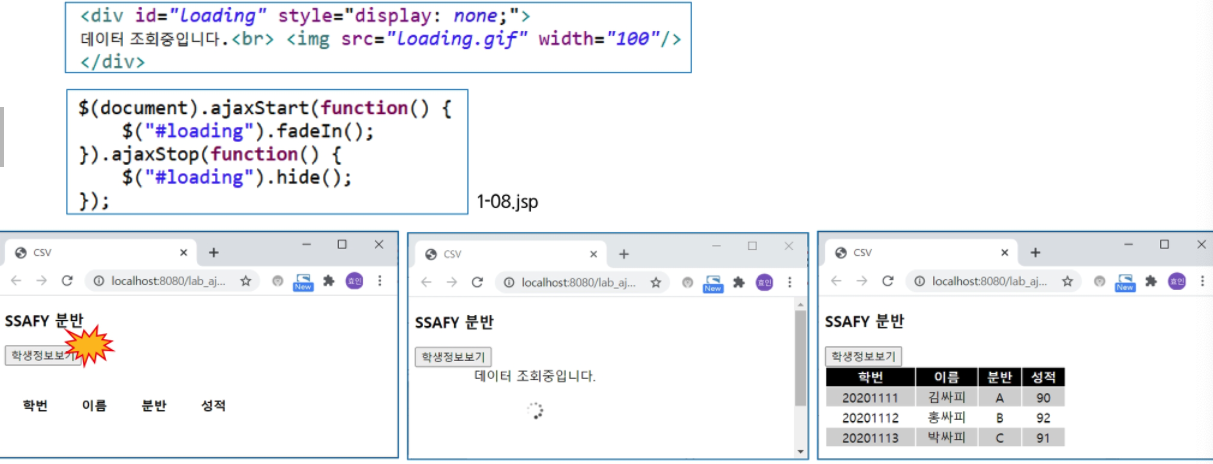 <div id="loading" style="display: none;">
데이터 조회중입니다.<br> <img src="loading.gif" width="100"/>
</div>
$(document).ajaxStart(function() {
$("#loading").fadeIn();
}).ajaxStop(function() {
$("#loading").hide();
});
1-08.jsp
CSV
localhost:8080/lab_aj...
New
효인
SSAFY 분반
학생정보보기
학번 이름 분반 성적
CSV
localhost:8080/lab_aj...
New
효인
SSAFY 분반
학생정보보기
데이터 조회중입니다.
CSV
localhost:8080/lab_aj...
New
효인
SSAFY 분반
학생정보보기
학번 이름 분반 성적
20201111 김싸피 A 90
20201112 홍싸피 B 92
20201113 박싸피 C 91